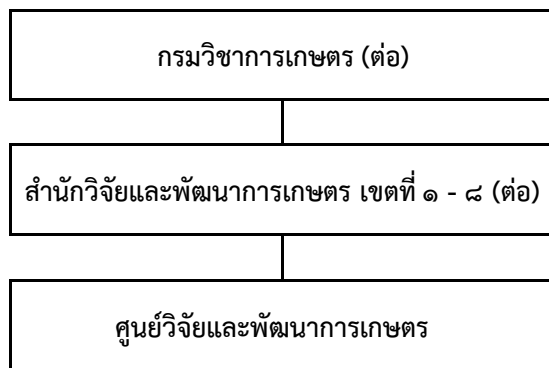 กรมวิชาการเกษตร (ต่อ)
สำนักวิจัยและพัฒนาการเกษตร เขตที่ ๑ - ๘ (ต่อ)
ศูนย์วิจัยและพัฒนาการเกษตร